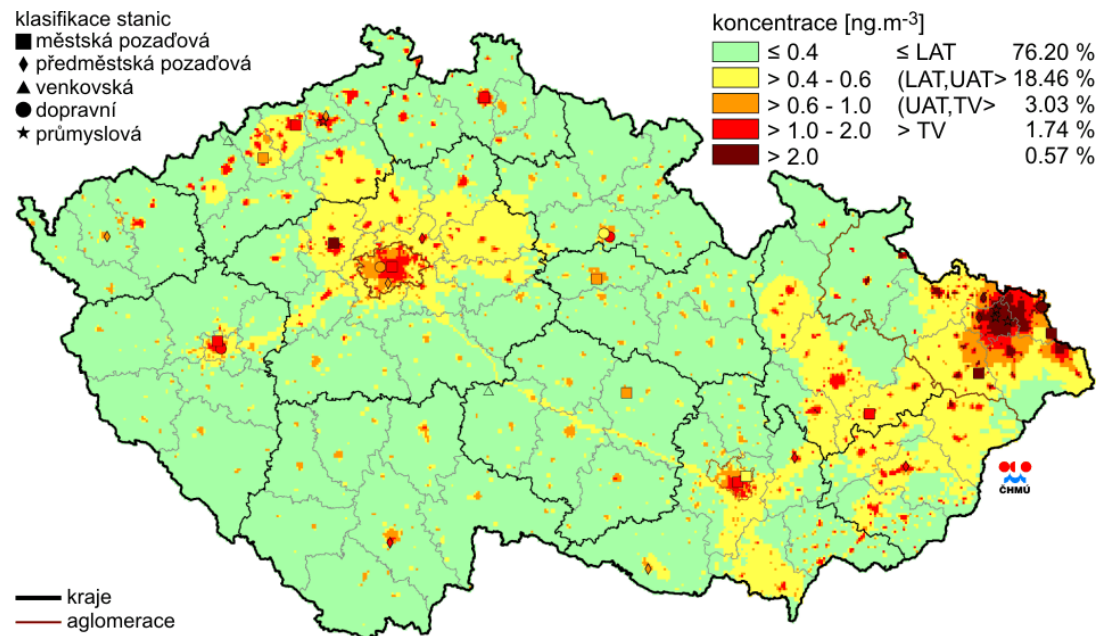 klasifikace stanic
městská pozaďová
předměstská pozaďová
venkovská
dopravní
průmyslová
koncentrace [ng.m-3]
≤ 0.4 ≤ LAT 76.20 %
> 0.4 - 0.6 (LAT,UAT> 18.46 %
> 0.6 - 1.0 (UAT,TV> 3.03 %
> 1.0 - 2.0 > TV 1.74 %
> 2.0 0.57 %
ČHMÚ
kraje
aglomerace